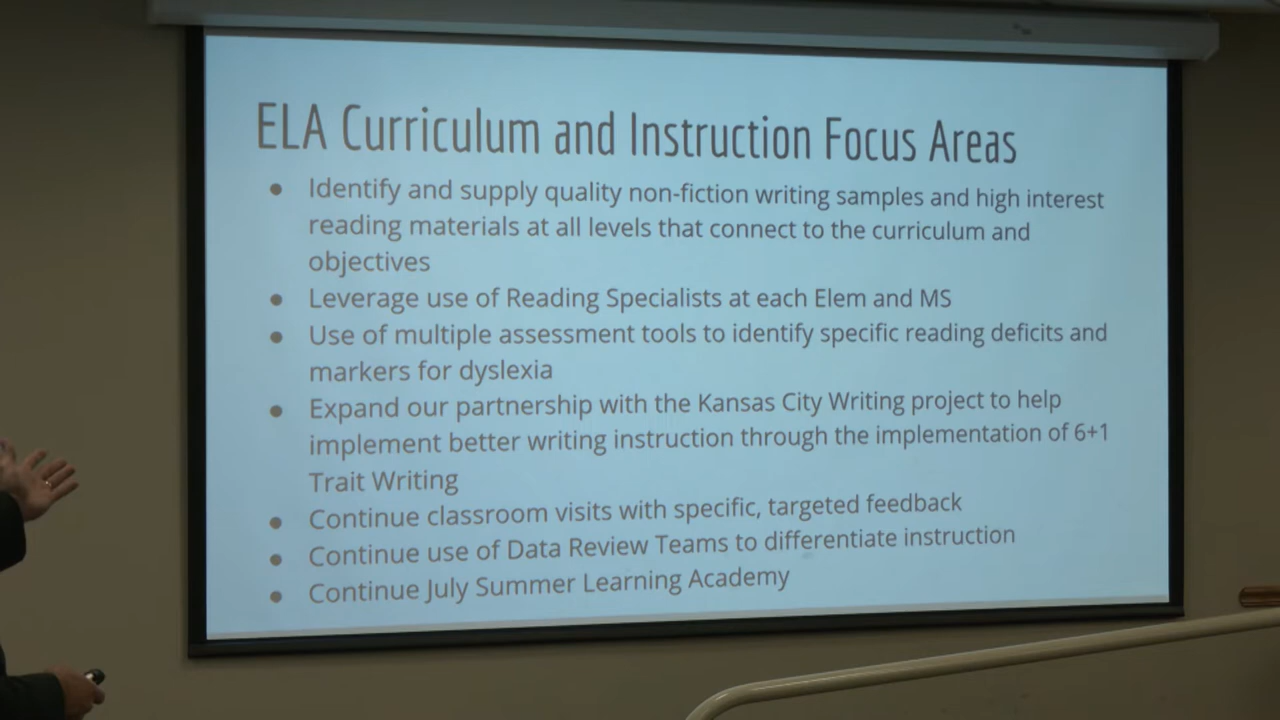 ELA Curriculum and Instruction Focus Areas
● Identify and supply quality non-fiction writing samples and high interest
reading materials at all levels that connect to the curriculum and
objectives
● Leverage use of Reading Specialists at each Elem and MS
● Use of multiple assessment tools to identify specific reading deficits and
markers for dyslexia
● Expand our partnership with the Kansas City Writing project to help
implement better writing instruction through the implementation of 6+1
Trait Writing
● Continue classroom visits with specific, targeted feedback
● Continue use of Data Review Teams to differentiate instruction
● Continue July Summer Learning Academy